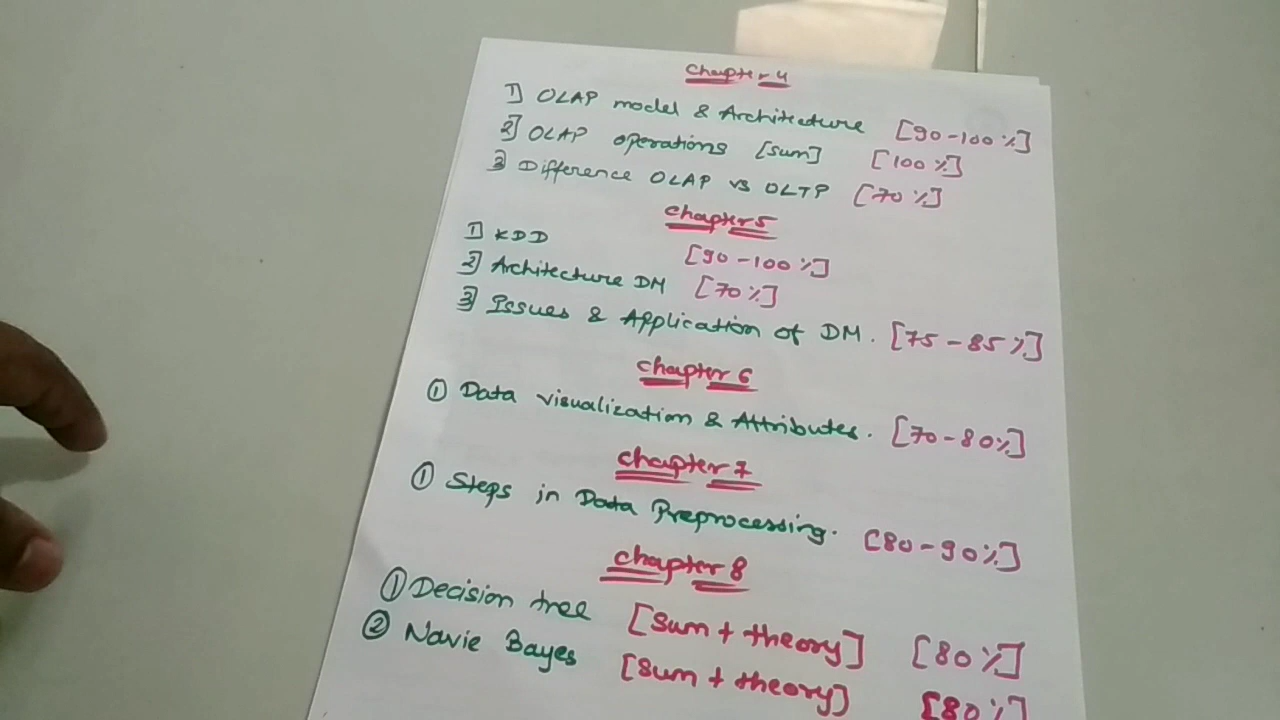 Chapter 4
1] OLAP model & Architecture [90-100%]
2] OLAP operations [sum] [100%]
3] Difference OLAP vs OLTP [70%]
Chapter 5
1] KDD [90-100%]
2] Architecture DM [70%]
3] Issues & Application of DM. [75-85%]
Chapter 6
① Data visualization & Attributes. [70-80%]
Chapter 7
① Steps in Data Preprocessing. [80-90%]
Chapter 8
① Decision tree [sum + theory] [80%]
② Navie Bayes [sum + theory] [80%]